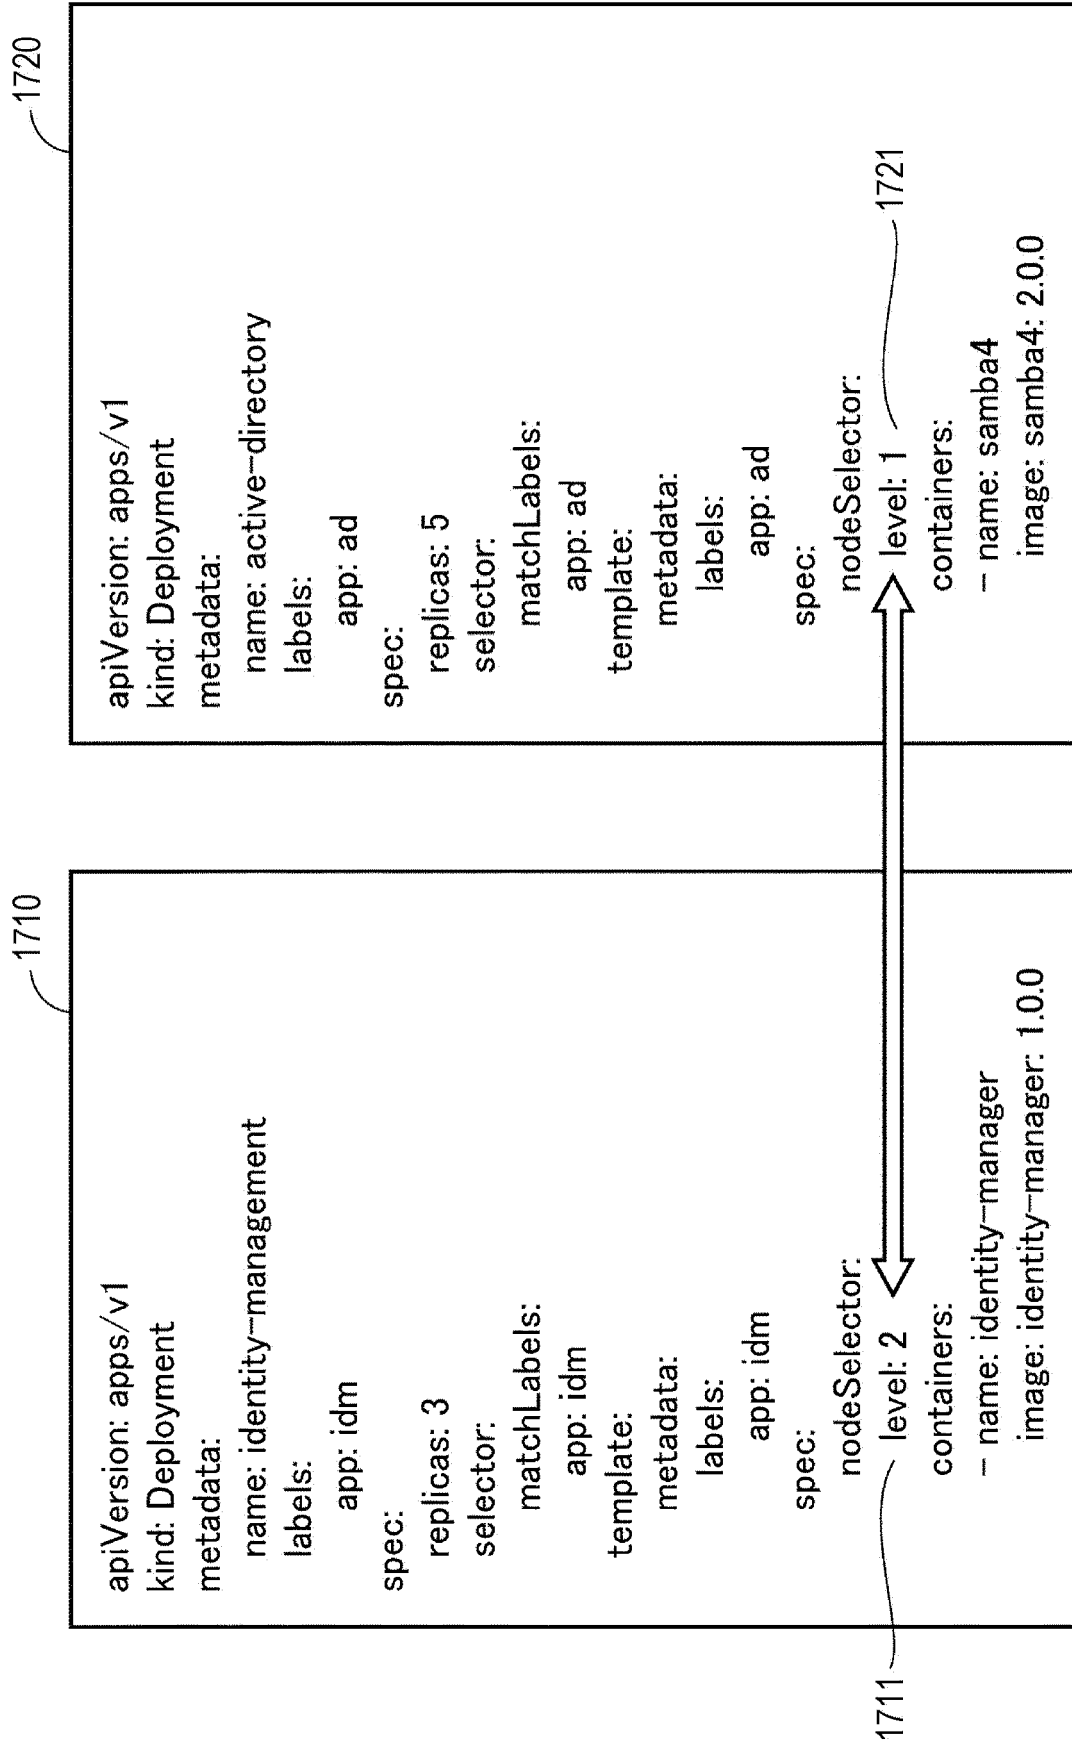 1710
apiVersion: apps/v1
kind: Deployment
metadata:
name: identity-management
labels:
app: idm
spec:
replicas: 3
selector:
matchLabels:
app: idm
template:
metadata:
labels:
app: idm
spec:
nodeSelector:
1711
level: 2
containers:
- name: identity-manager
image: identity-manager: 1.0.0
1720
apiVersion: apps/v1
kind: Deployment
metadata:
name: active-directory
labels:
app: ad
spec:
replicas: 5
selector:
matchLabels:
app: ad
template:
metadata:
labels:
app: ad
spec:
nodeSelector:
level: 1
1721
containers:
- name: samba4
image: samba4: 2.0.0